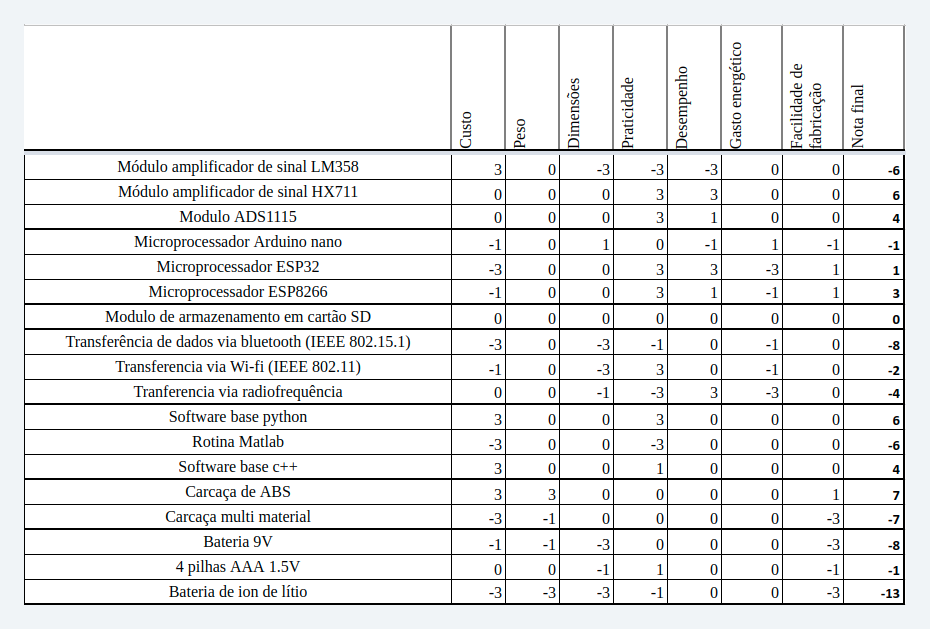 Custo Peso Dimensões Praticidade Desempenho Gasto energético Facilidade de fabricação Nota final
Módulo amplificador de sinal LM358 3 0 -3 -3 -3 0 0 -6
Módulo amplificador de sinal HX711 0 0 0 3 3 0 0 6
Modulo ADS1115 0 0 0 3 1 0 0 4
Microprocessador Arduino nano -1 0 1 0 -1 1 -1 -1
Microprocessador ESP32 -3 0 0 3 3 -3 1 1
Microprocessador ESP8266 -1 0 0 3 1 -1 1 3
Modulo de armazenamento em cartão SD 0 0 0 0 0 0 0 0
Transferência de dados via bluetooth (IEEE 802.15.1) -3 0 -3 -1 0 -1 0 -8
Transferencia via Wi-fi (IEEE 802.11) -1 0 -3 3 0 -1 0 -2
Tranferencia via radiofrequência 0 0 -1 -3 3 -3 0 -4
Software base python 3 0 0 3 0 0 0 6
Rotina Matlab -3 0 0 -3 0 0 0 -6
Software base c++ 3 0 0 1 0 0 0 4
Carcaça de ABS 3 3 0 0 0 0 1 7
Carcaça multi material -3 -1 0 0 0 0 -3 -7
Bateria 9V -1 -1 -3 0 0 0 -3 -8
4 pilhas AAA 1.5V 0 0 -1 1 0 0 -1 -1
Bateria de ion de lítio -3 -3 -3 -1 0 0 -3 -13